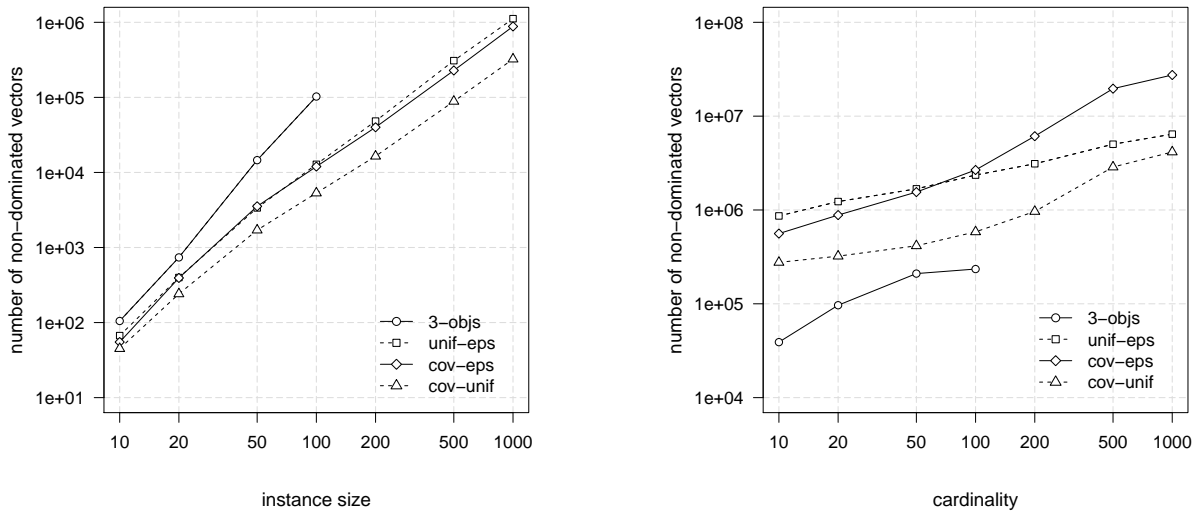 number of non−dominated vectors
1e+06
1e+05
1e+04
1e+03
1e+02
1e+01
10 20 50 100 200 500 1000
instance size
3−objs
unif−eps
cov−eps
cov−unif
number of non−dominated vectors
1e+08
1e+07
1e+06
1e+05
1e+04
10 20 50 100 200 500 1000
cardinality
3−objs
unif−eps
cov−eps
cov−unif